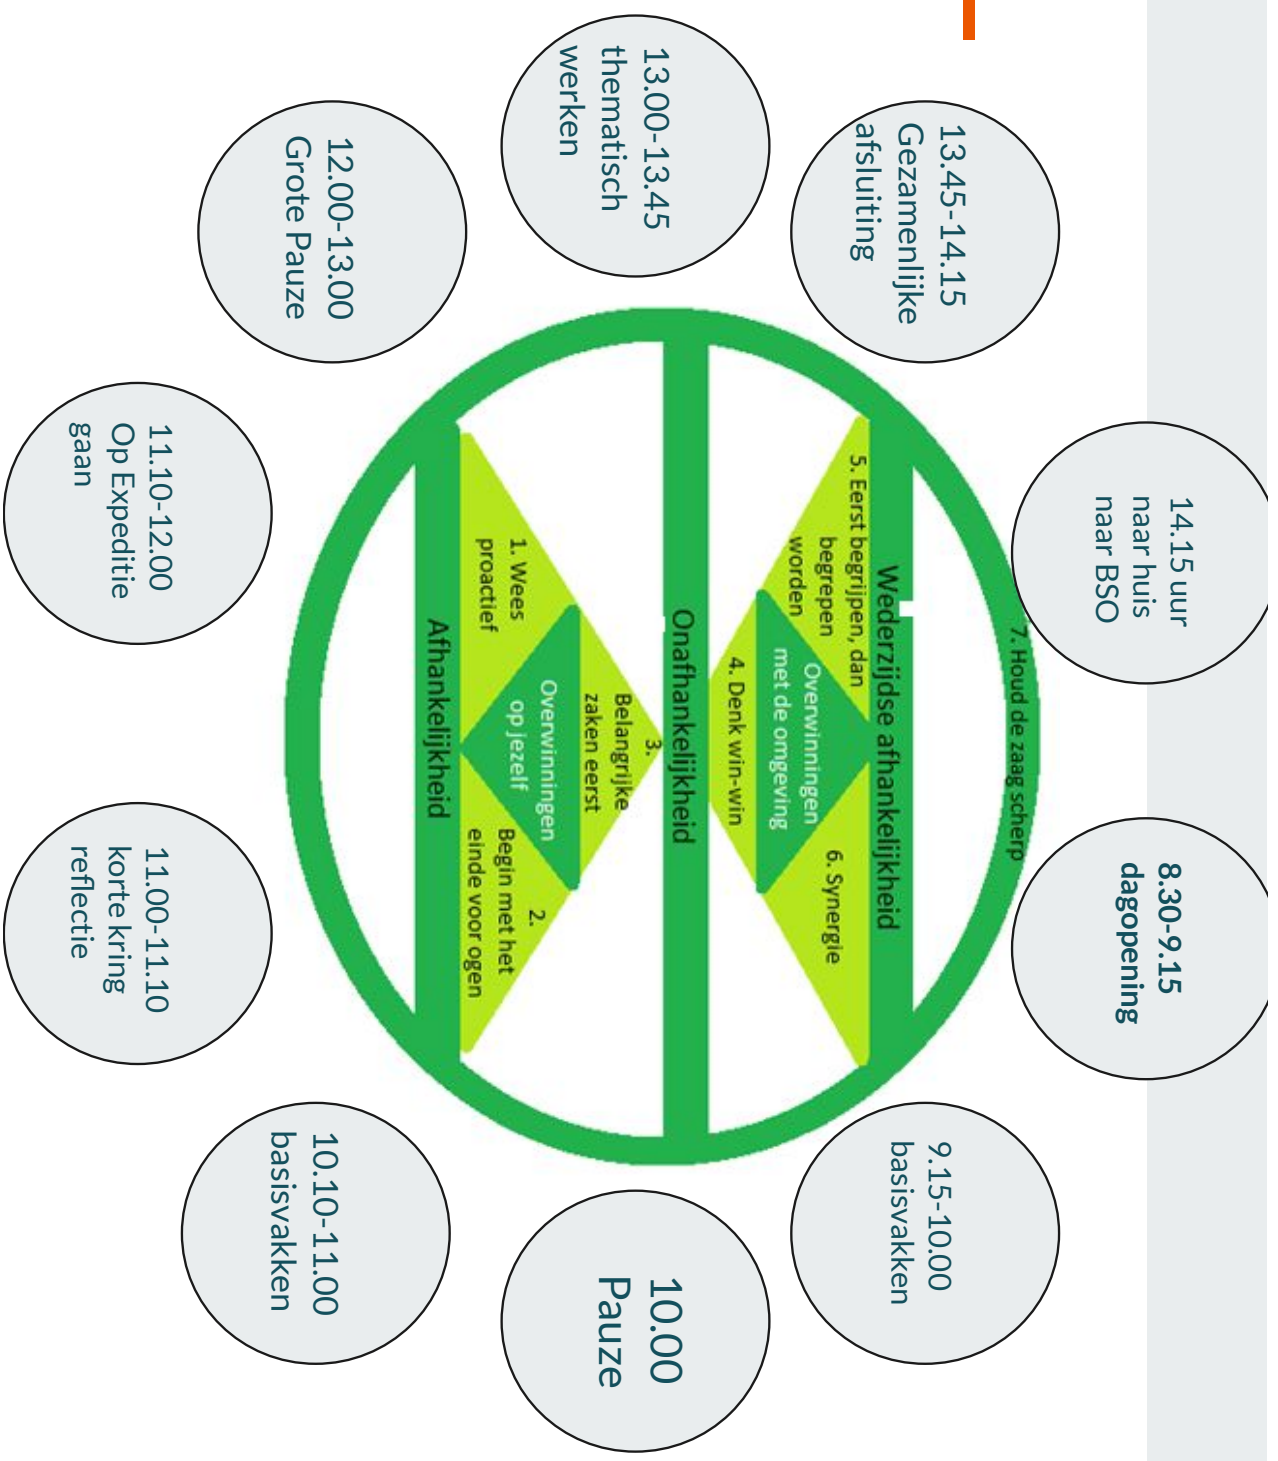 8.30-9.15
dagopening
9.15-10.00
basisvakken
10.00
Pauze
10.10-11.00
basisvakken
11.00-11.10
korte kring
reflectie
11.10-12.00
Op Expeditie
gaan
12.00-13.00
Grote Pauze
13.00-13.45
thematisch
werken
13.45-14.15
Gezamenlijke
afsluiting
14.15 uur
naar huis
naar BSO
7. Houd de zaag scherp
Wederzijdse afhankelijkheid
5. Eerst begrijpen, dan
begrepen
worden
Overwinningen
met de omgeving
6. Synergie
4. Denk win-win
Onafhankelijkheid
3.
Belangrijke
zaken eerst
1. Wees
proactief
Overwinningen
op jezelf
2.
Begin met het
einde voor ogen
Afhankelijkheid